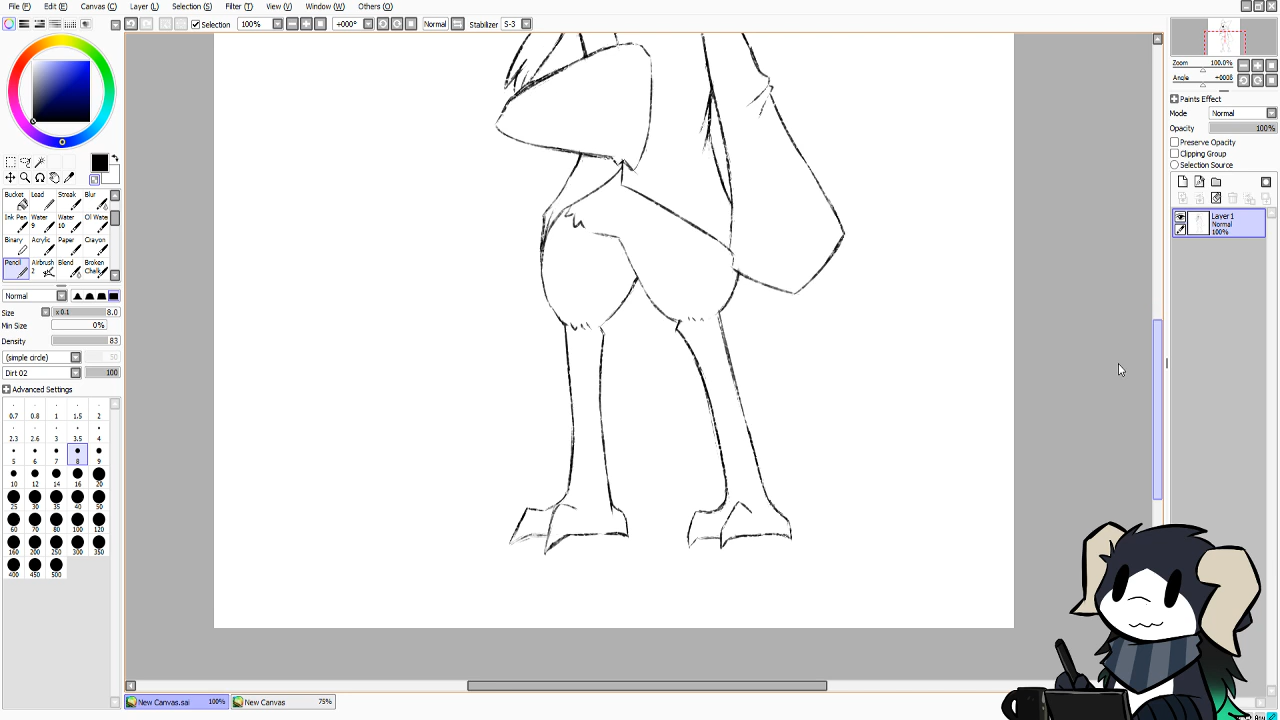 File (F) Edit (E) Canvas (C) Layer (L) Selection (S) Filter (T) View (V) Window (W) Others (O)
Selection 100% +000° Normal Stabilizer S-3
Zoom 100.0%
Angle +000δ
Paints Effect
Mode Normal
Opacity 100%
Preserve Opacity
Clipping Group
Selection Source
Layer1
Normal
100%
Bucket Lead Streak Blur
Ink Pen Water 9 Water 10 Oil Wate
Binary Acrylic Paper Crayon
Pencil Airbrush 2 Blend Broken Chalk
Normal
Size x 0.1 8.0
Min Size 0%
Density 83
(simple circle) 50
Dirt 02 100
Advanced Settings
0.7 0.8 1 1.5 2
2.3 2.6 3 3.5 4
5 6 7 8 9
10 12 14 16 20
25 30 35 40 50
60 70 80 100 120
160 200 250 300 350
400 450 500
New Canvas.sai 100% New Canvas 75%